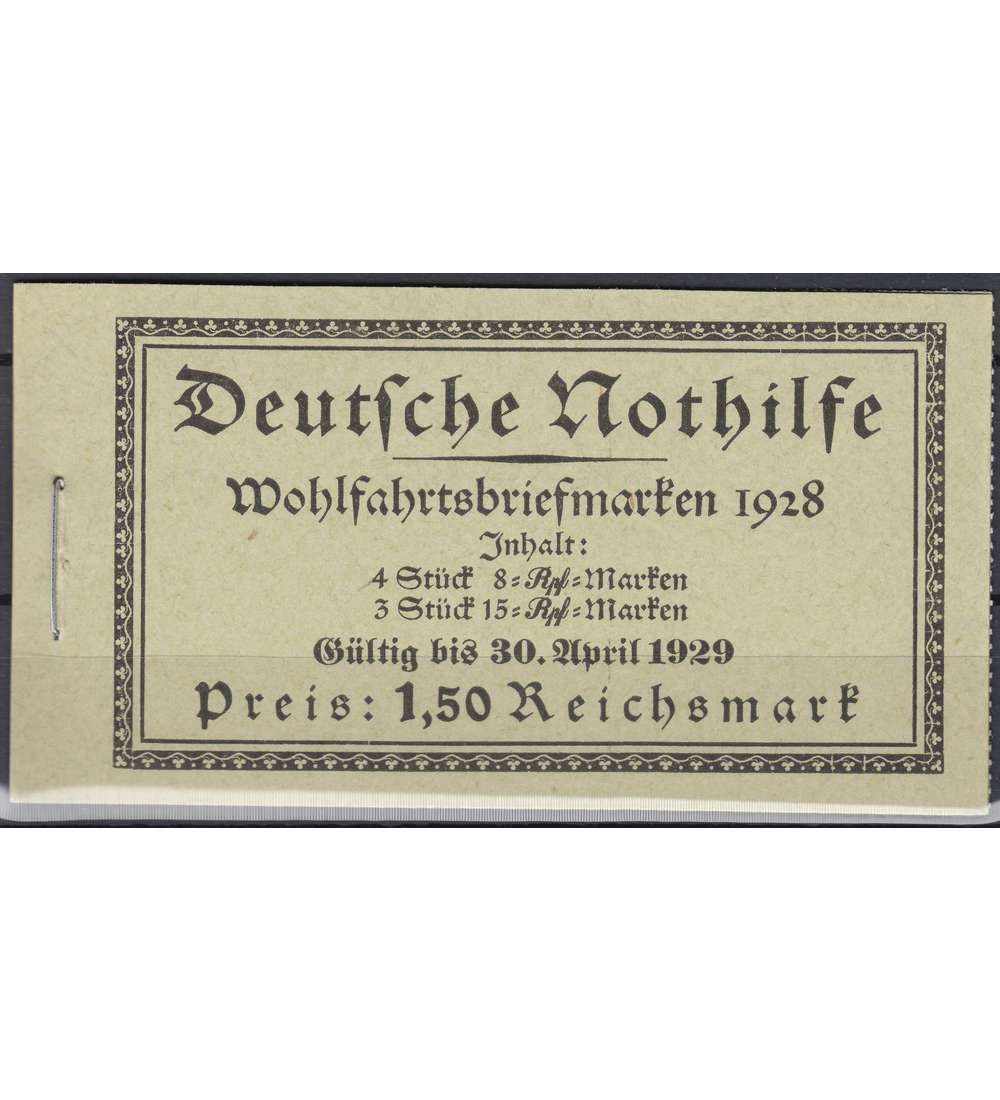 Deutſche Nothilfe
Wohlfahrtsbriefmarken 1928
Inhalt:
4 Stück 8=Rpf=Marken
3 Stück 15=Rpf=Marken
Gültig bis 30. April 1929
Preis: 1,50 Reichsmark